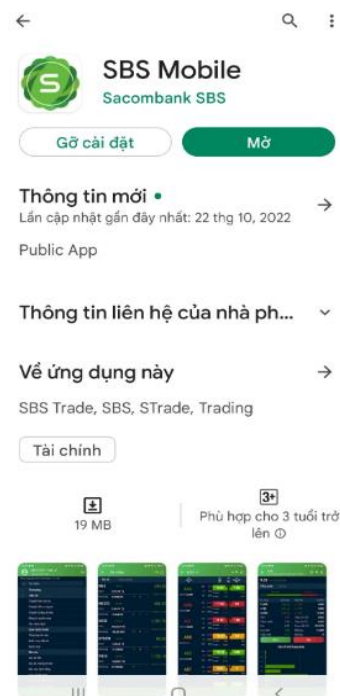 SBS Mobile
Sacombank SBS
Gỡ cài đặt
Mở
Thông tin mới
Lần cập nhật gần đây nhất: 22 thg 10, 2022
Public App
Thông tin liên hệ của nhà ph...
Về ứng dụng này
SBS Trade, SBS, STrade, Trading
Tài chính
19 MB
3+
Phù hợp cho 3 tuổi trở
lên